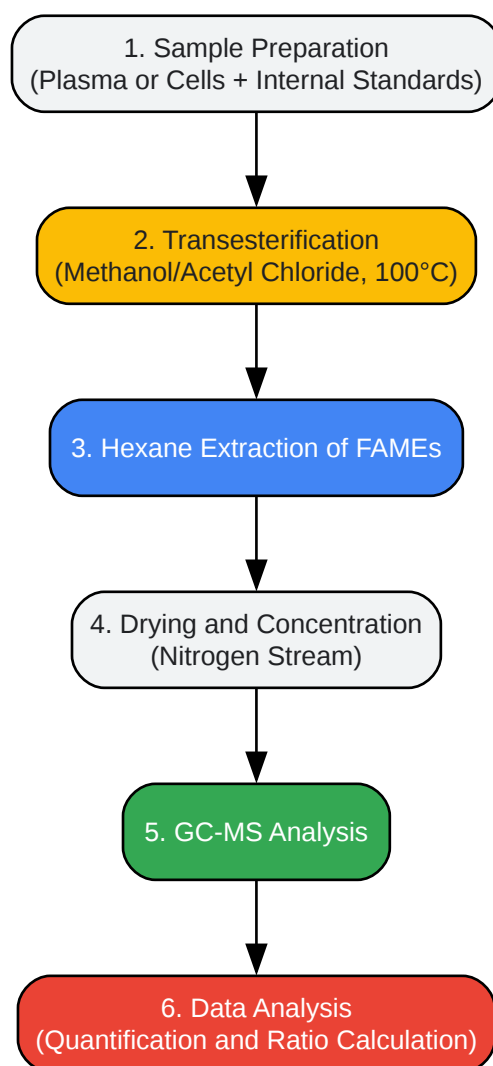 1. Sample Preparation
(Plasma or Cells + Internal Standards)
2. Transesterification
(Methanol/Acetyl Chloride, 100°C)
3. Hexane Extraction of FAMEs
4. Drying and Concentration
(Nitrogen Stream)
5. GC-MS Analysis
6. Data Analysis
(Quantification and Ratio Calculation)